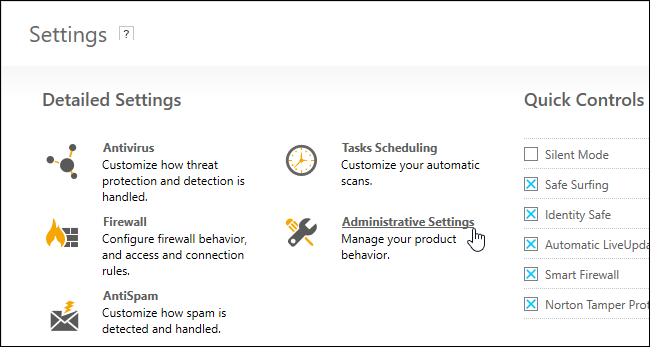 Settings ?
Detailed Settings
Antivirus
Customize how threat
protection and detection is
handled.
Firewall
Configure firewall behavior,
and access and connection
rules.
AntiSpam
Customize how spam is
detected and handled.
Tasks Scheduling
Customize your automatic
scans.
Administrative Settings
Manage your product
behavior.
Quick Controls
Silent Mode
Safe Surfing
Identity Safe
Automatic LiveUpda
Smart Firewall
Norton Tamper Prot